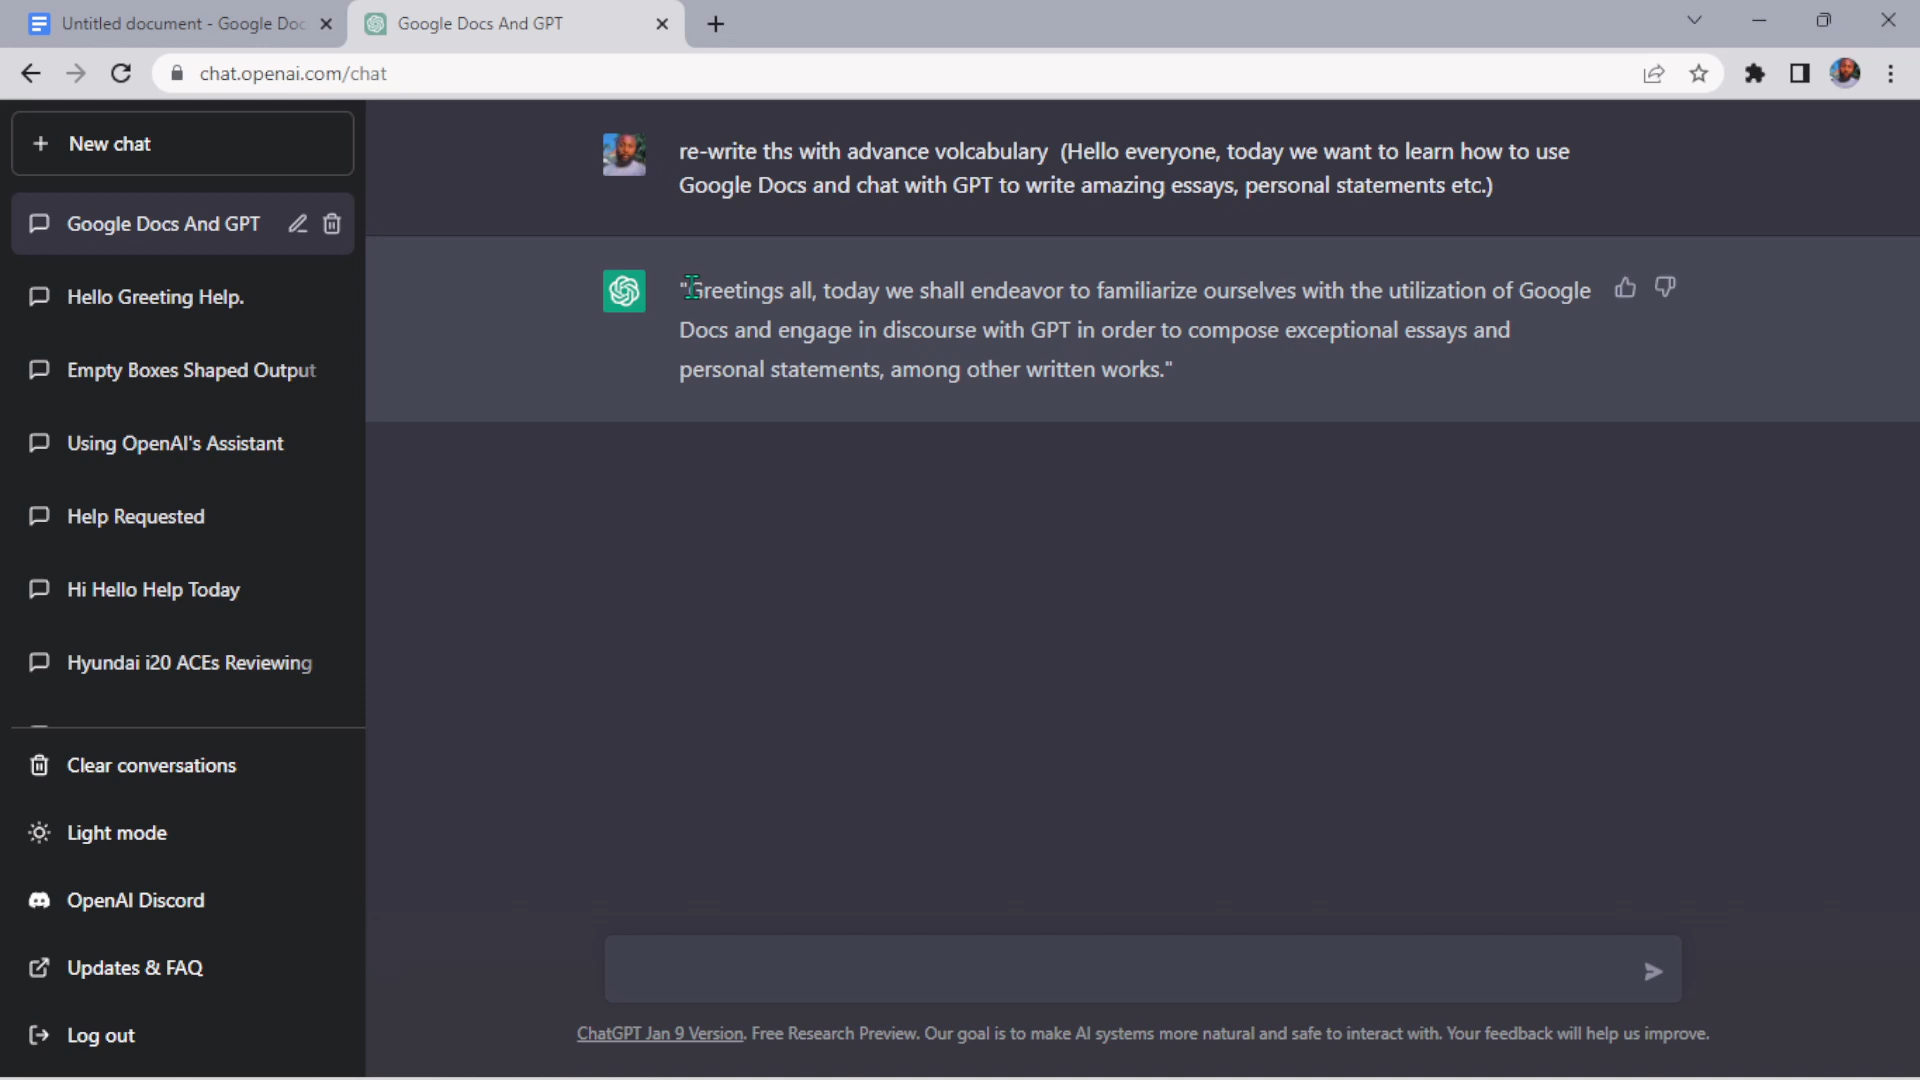 Untitled document - Google Doc
Google Docs And GPT
chat.openai.com/chat
New chat
Google Docs And GPT
Hello Greeting Help.
Empty Boxes Shaped Output
Using OpenAI's Assistant
Help Requested
Hi Hello Help Today
Hyundai i20 ACEs Reviewing
Clear conversations
Light mode
OpenAI Discord
Updates & FAQ
Log out
re-write ths with advance volcabulary (Hello everyone, today we want to learn how to use
Google Docs and chat with GPT to write amazing essays, personal statements etc.)
"Greetings all, today we shall endeavor to familiarize ourselves with the utilization of Google
Docs and engage in discourse with GPT in order to compose exceptional essays and
personal statements, among other written works."
ChatGPT Jan 9 Version. Free Research Preview. Our goal is to make AI systems more natural and safe to interact with. Your feedback will help us improve.